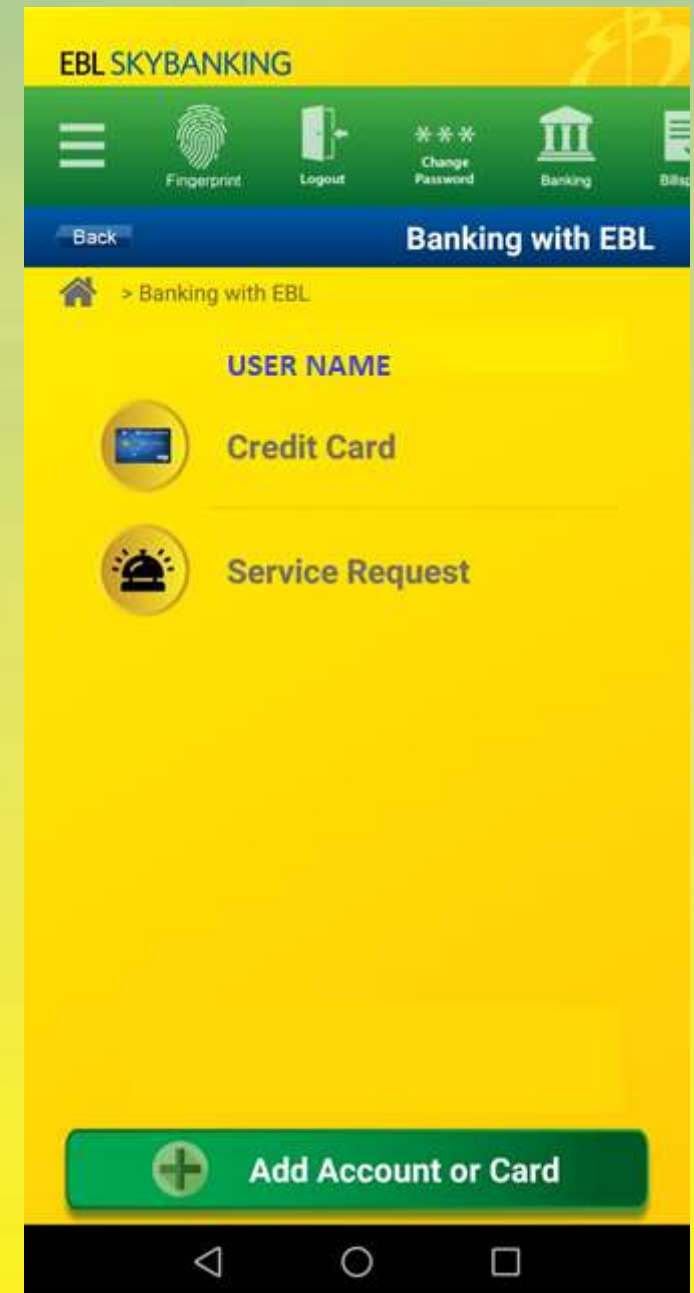 EBL SKYBANKING
Fingerprint
Logout
***
Change
Password
Banking
Back
Banking with EBL
> Banking with EBL
USER NAME
Credit Card
Service Request
Add Account or Card